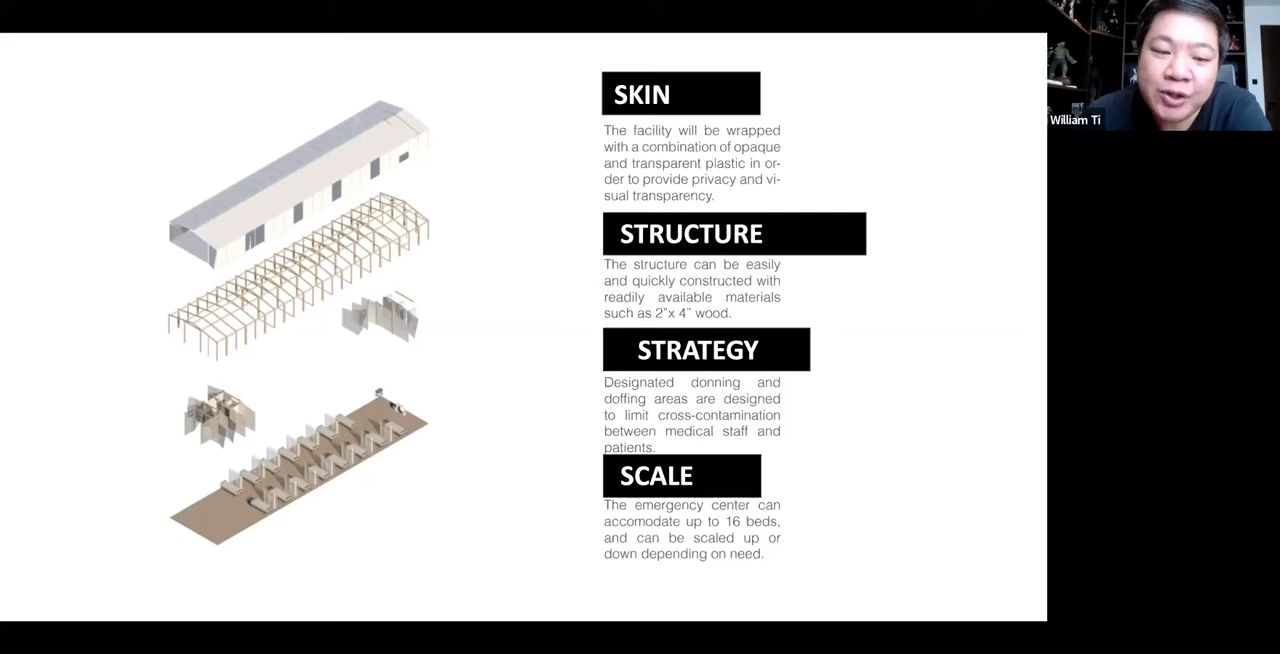 SKIN
The facility will be wrapped
with a combination of opaque
and transparent plastic in or-
der to provide privacy and vi-
sual transparency.
STRUCTURE
The structure can be easily
and quickly constructed with
readily available materials
such as 2”x 4” wood.
STRATEGY
Designated donning and
doffing areas are designed
to limit cross-contamination
between medical staff and
patients.
SCALE
The emergency center can
accomodate up to 16 beds,
and can be scaled up or
down depending on need.
William Ti